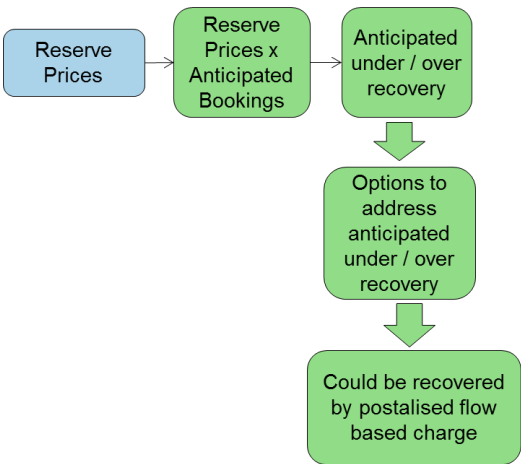 Reserve
Prices
Reserve
Prices x
Anticipated
Bookings
Anticipated
under / over
recovery
Options to
address
anticipated
under / over
recovery
Could be recovered
by postalised flow
based charge